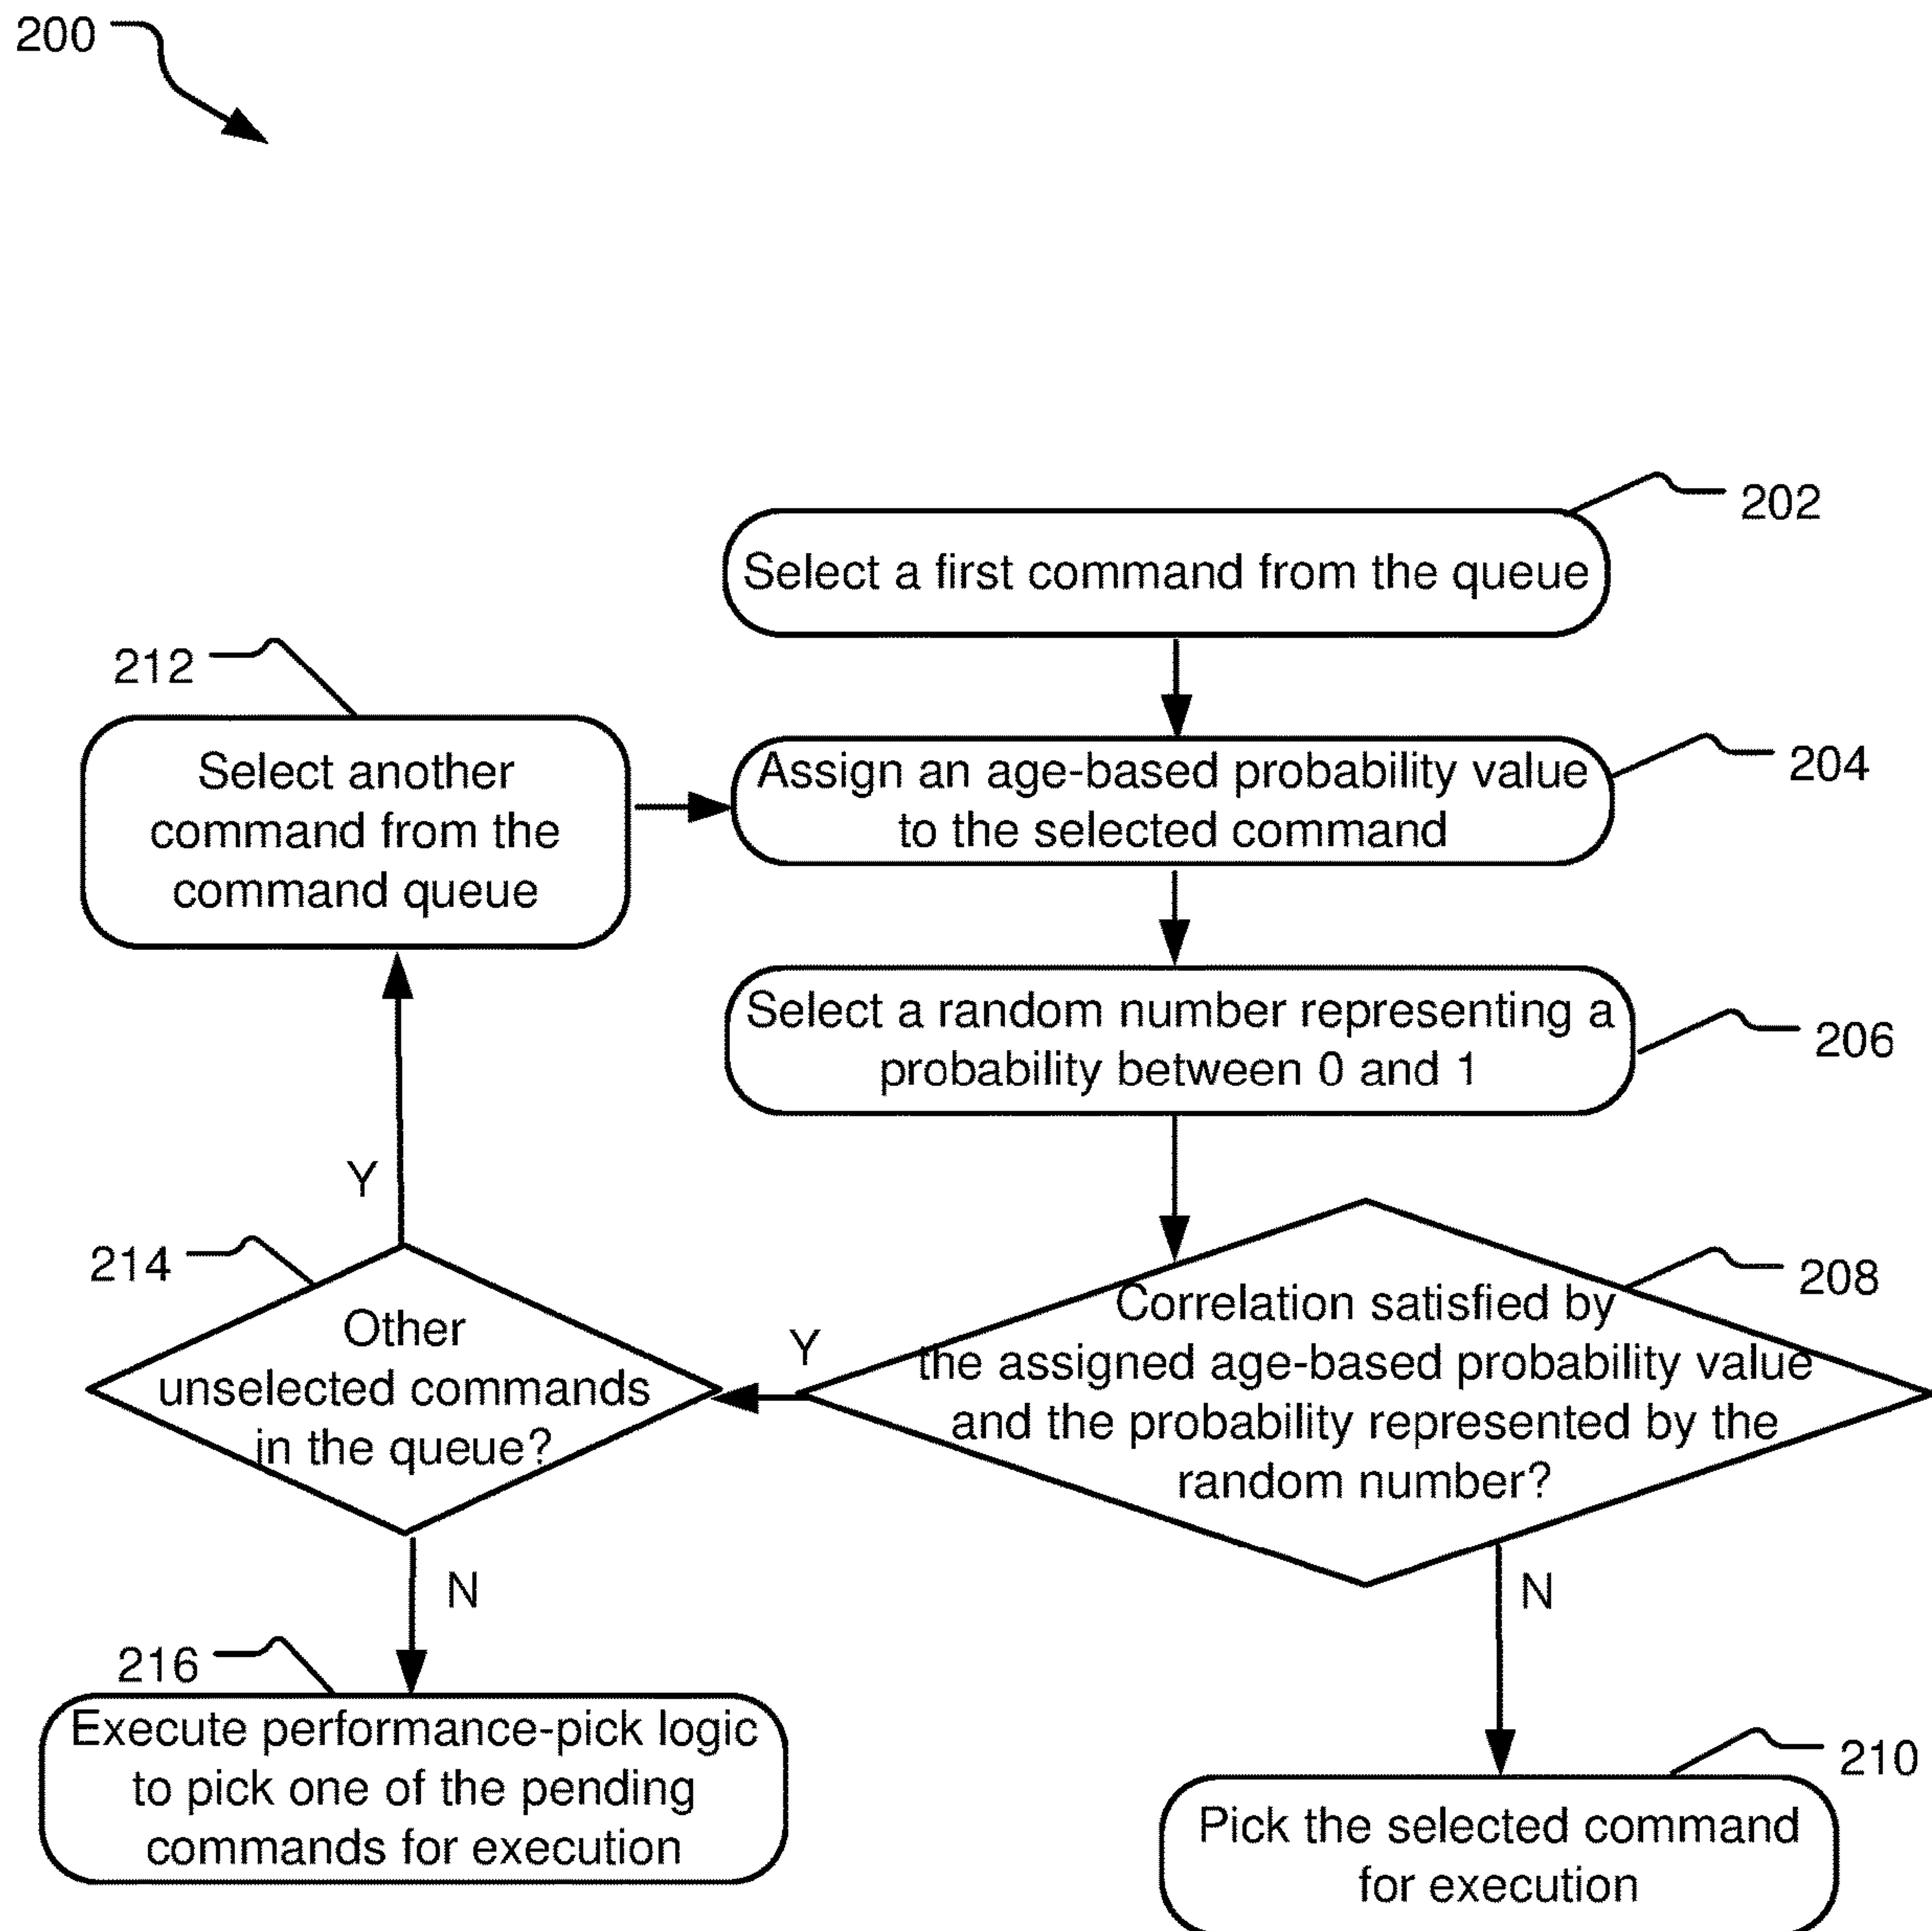 200
202
Select a first command from the queue
212
204
Select another
command from the
command queue
Assign an age-based probability value
to the selected command
Select a random number representing a
probability between 0 and 1
206
Y
214
208
Other
unselected commands
in the queue?
Y
Correlation satisfied by
the assigned age-based probability value
and the probability represented by the
random number?
N
N
216
Execute performance-pick logic
to pick one of the pending
commands for execution
210
Pick the selected command
for execution